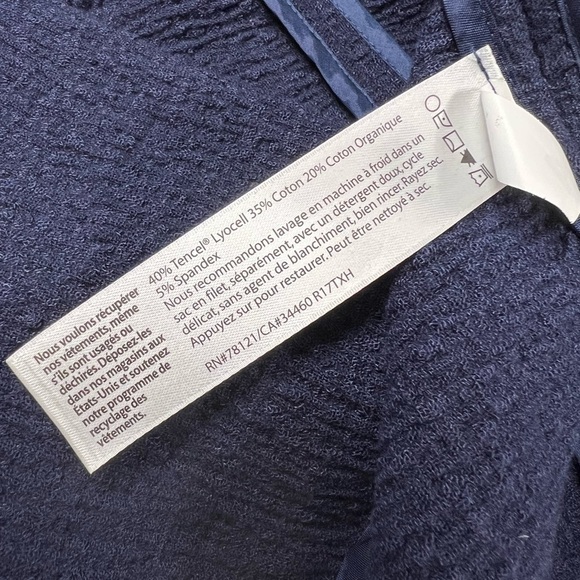 40% Tencel® Lyocell 35% Coton 20% Coton Organique
5% Spandex
Nous recommandons lavage en machine à froid dans un
sac en filet, séparément, avec un détergent doux, cycle
délicat, sans agent de blanchiment, bien rincer. Rayez sec.
Appuyez sur pour restaurer. Peut être nettoyé à sec.
RN#78121/CA#34460 R17TXH
Nous voulons récupérer
nos vêtements, même
s'ils sont usagés ou
déchirés. Déposez-les
dans nos magasins aux
États-Unis et soutenez
notre programme de
recyclage des
vêtements.